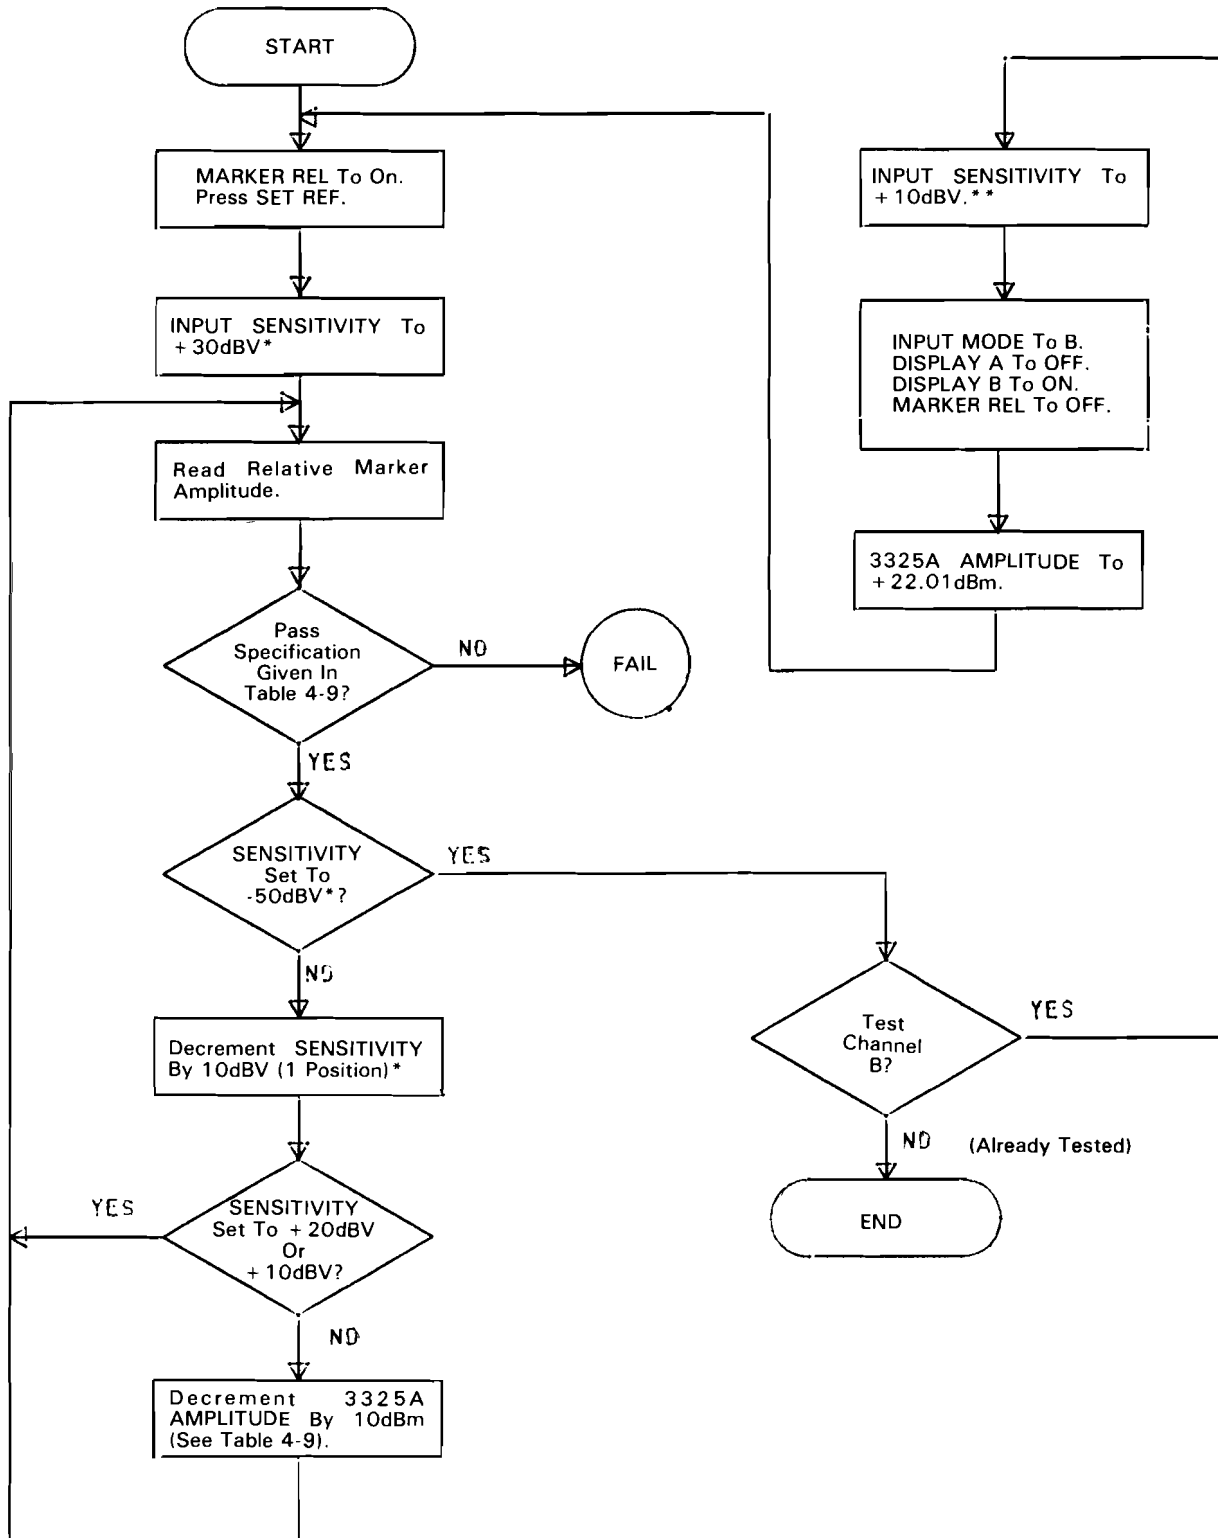 START
MARKER REL To On.
Press SET REF.
INPUT SENSITIVITY To
+30dBV*
Read Relative Marker
Amplitude.
Pass
Specification
Given In
Table 4-9?
NO
FAIL
YES
SENSITIVITY
Set To
-50dBV*?
YES
NO
Decrement SENSITIVITY
By 10dBV (1 Position)*
SENSITIVITY
Set To +20dBV
Or
+10dBV?
YES
NO
Decrement 3325A
AMPLITUDE By 10dBm
(See Table 4-9).
INPUT SENSITIVITY To
+10dBV.**
INPUT MODE To B.
DISPLAY A To OFF.
DISPLAY B To ON.
MARKER REL To OFF.
3325A AMPLITUDE To
+22.01dBm.
Test
Channel
B?
YES
NO (Already Tested)
END